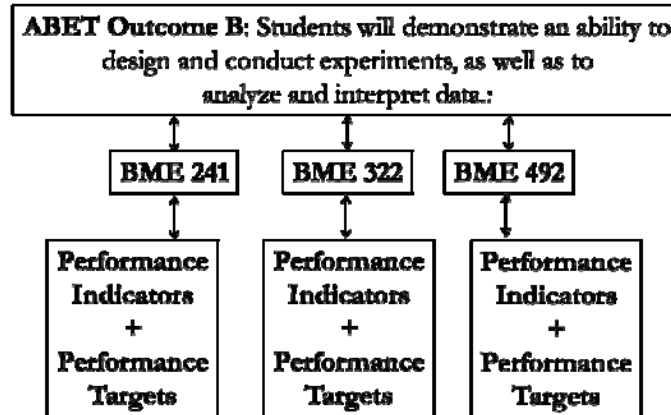 ABET Outcome B: Students will demonstrate an ability to
design and conduct experiments, as well as to
analyze and interpret data.:
BME 241
BME 322
BME 492
Performance
Indicators
+
Performance
Targets
Performance
Indicators
+
Performance
Targets
Performance
Indicators
+
Performance
Targets